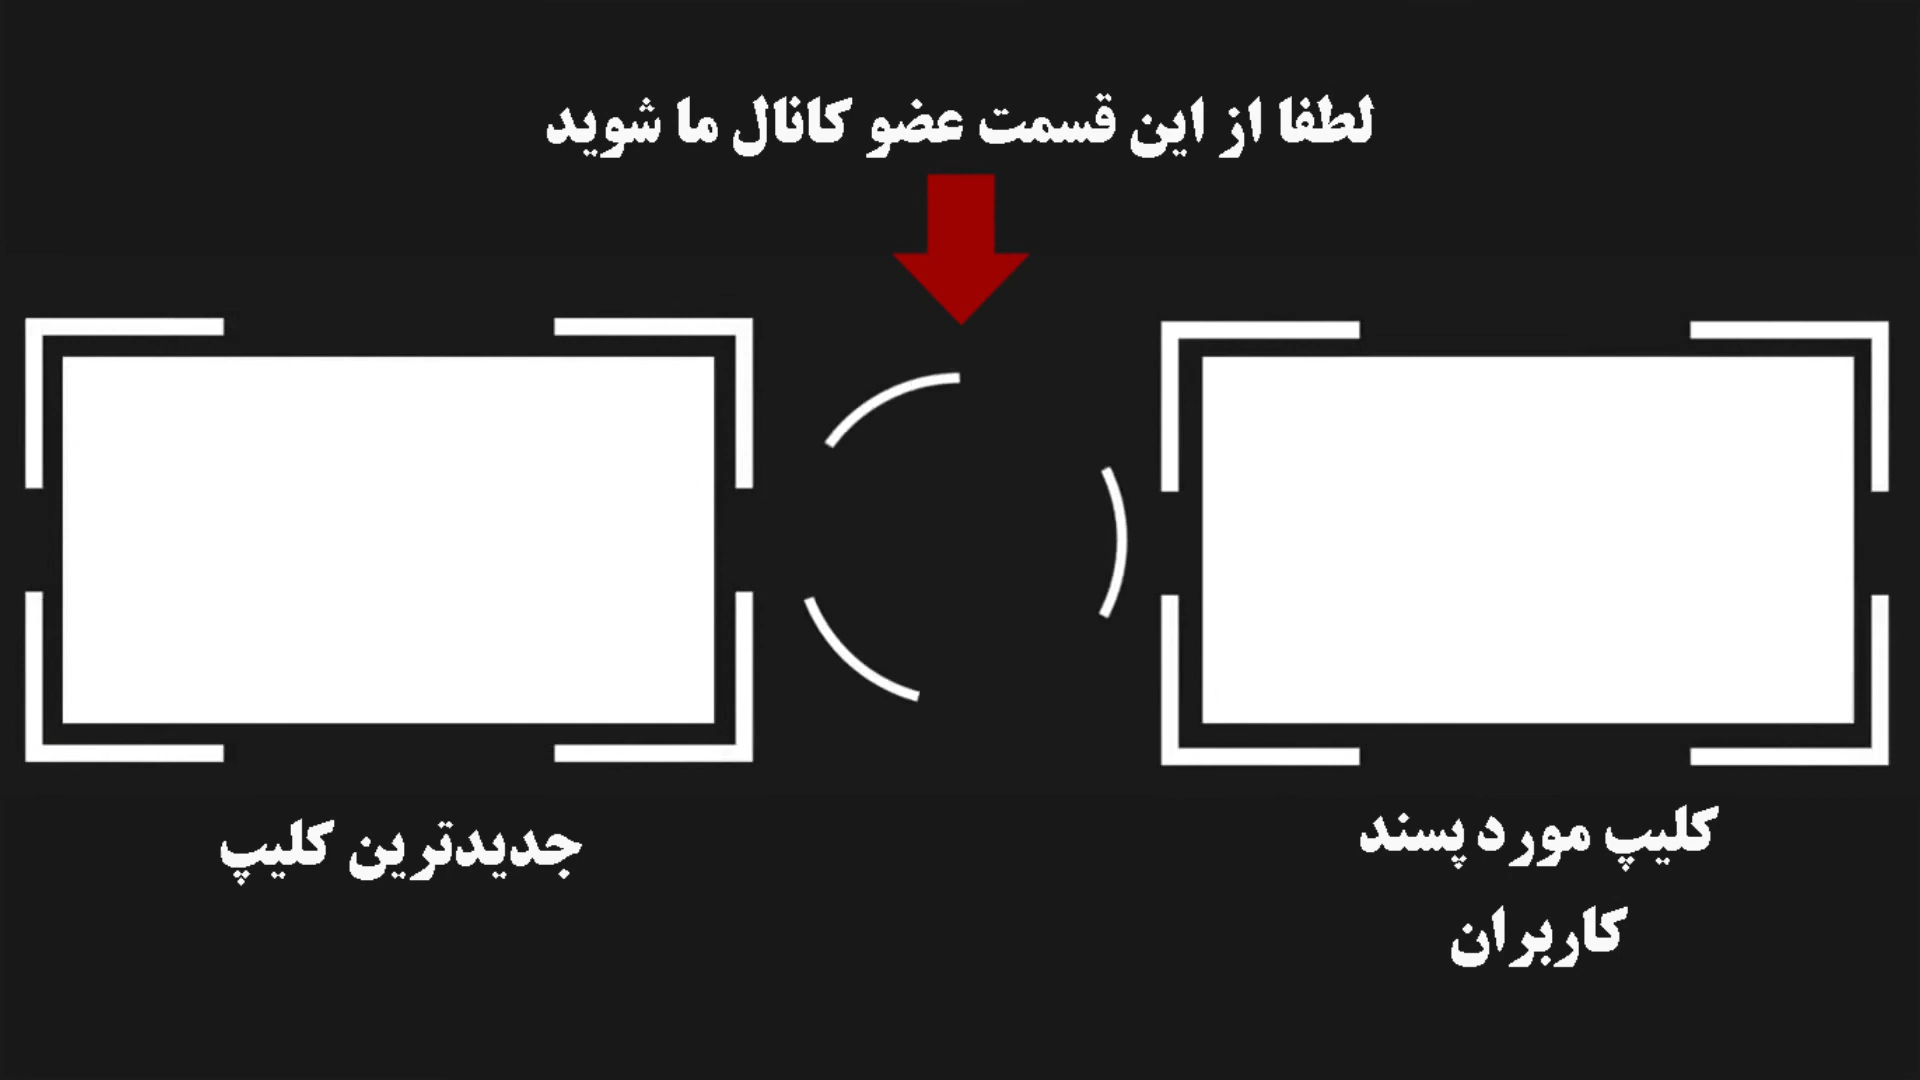 لطفا از این قسمت عضو کانال ما شوید
کلیپ مورد پسند
کاربران
جدیدترین کلیپ